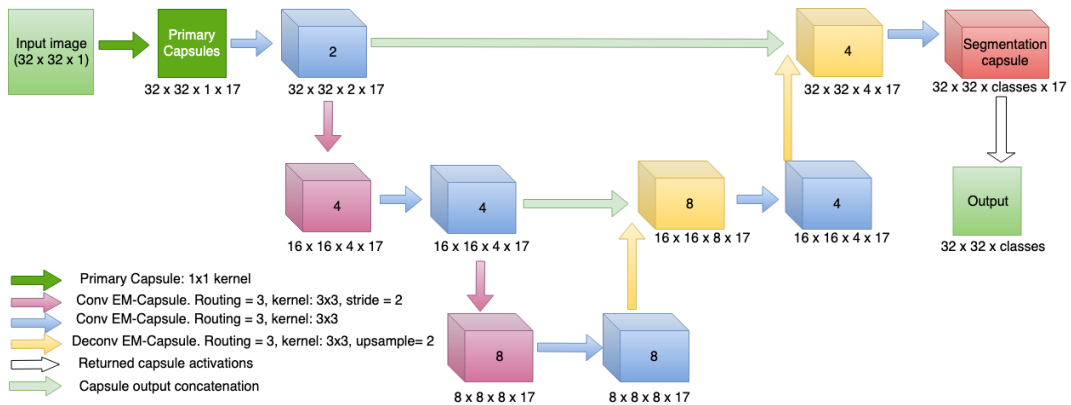 Input image
(32 x 32 x 1)
Primary
Capsules
32 x 32 x 1 x 17
2
32 x 32 x 2 x 17
4
32 x 32 x 4 x 17
Segmentation
capsule
32 x 32 x classes x 17
4
16 x 16 x 4 x 17
4
16 x 16 x 4 x 17
8
16 x 16 x 8 x 17
4
16 x 16 x 4 x 17
Output
32 x 32 x classes
8
8 x 8 x 8 x 17
8
8 x 8 x 8 x 17
Primary Capsule: 1x1 kernel
Conv EM-Capsule. Routing = 3, kernel: 3x3, stride = 2
Conv EM-Capsule. Routing = 3, kernel: 3x3
Deconv EM-Capsule. Routing = 3, kernel: 3x3, upsample= 2
Returned capsule activations
Capsule output concatenation